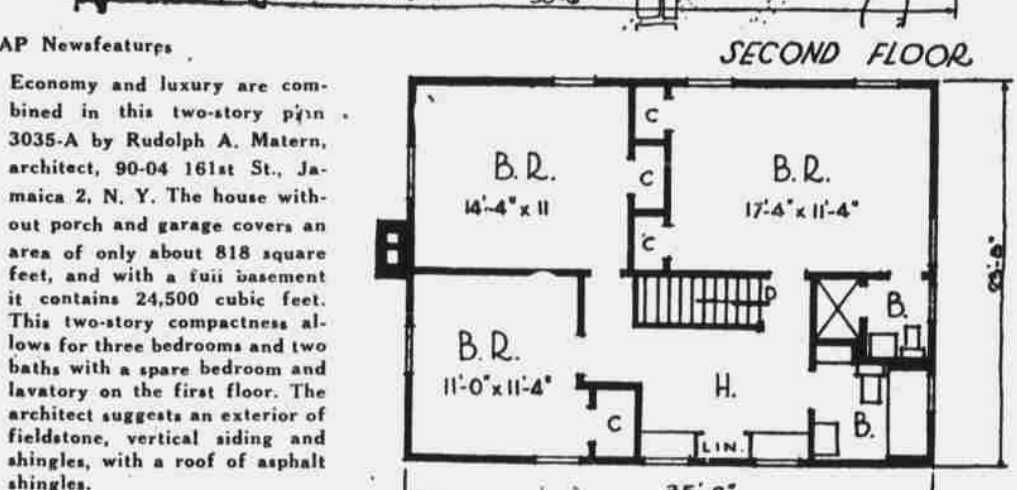 AP Newsfeatures
Economy and luxury are com-
bined in this two-story
3035-A by Rudolph A. Matern,
architect, 90-04 161st St., Ja-
maica 2, N. Y. The house with-
out porch and garage covers an
area of only about 818 square
feet, and with a full basement
it contains 24,500 cubic feet.
This two-story compactness al-
lows for three bedrooms and two
baths with a spare bedroom and
lavatory on the first floor. The
architect suggests an exterior of
fieldstone, vertical siding and
shingles, with a roof of asphalt
shingles.
SECOND FLOOR
C
B.R.
14'-4" x 11
C
B.R.
17'-4" x 11'-4"
C
D
B.
B.R.
11'-0" x 11'-4"
H.
C
LIN.
B.